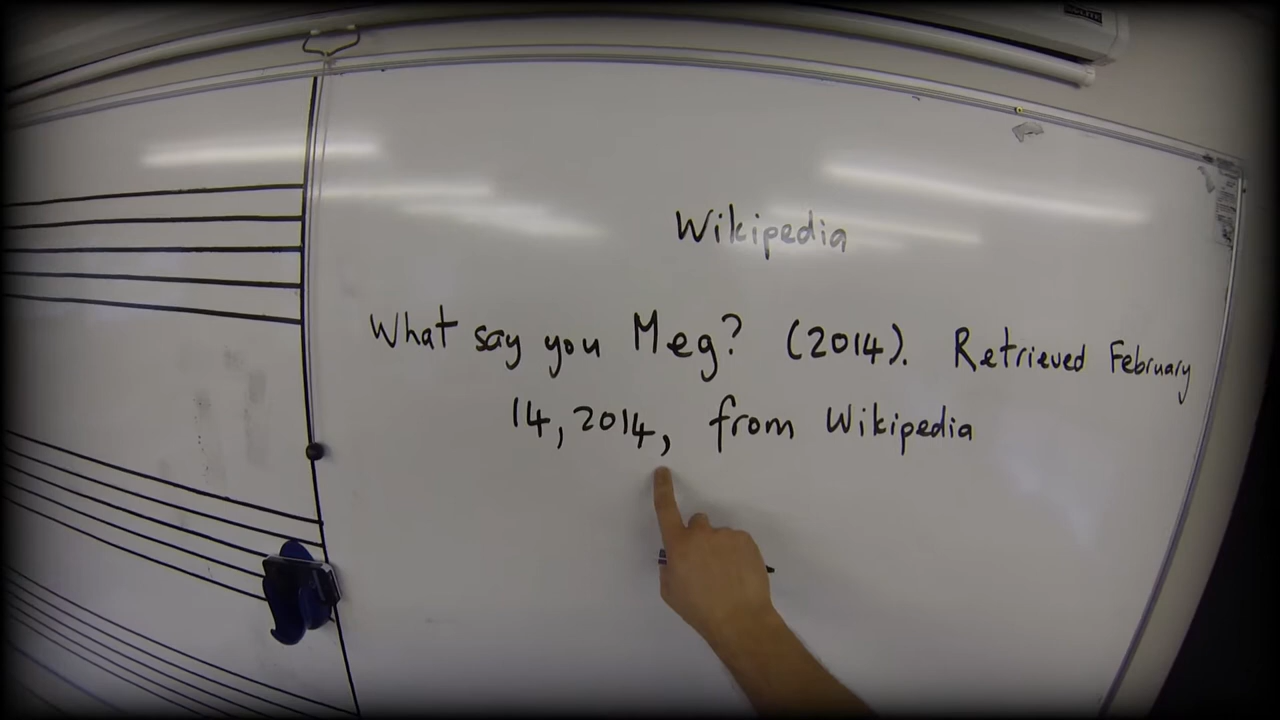 Wikipedia
What say you Meg? (2014). Retrieved February
14, 2014, from Wikipedia